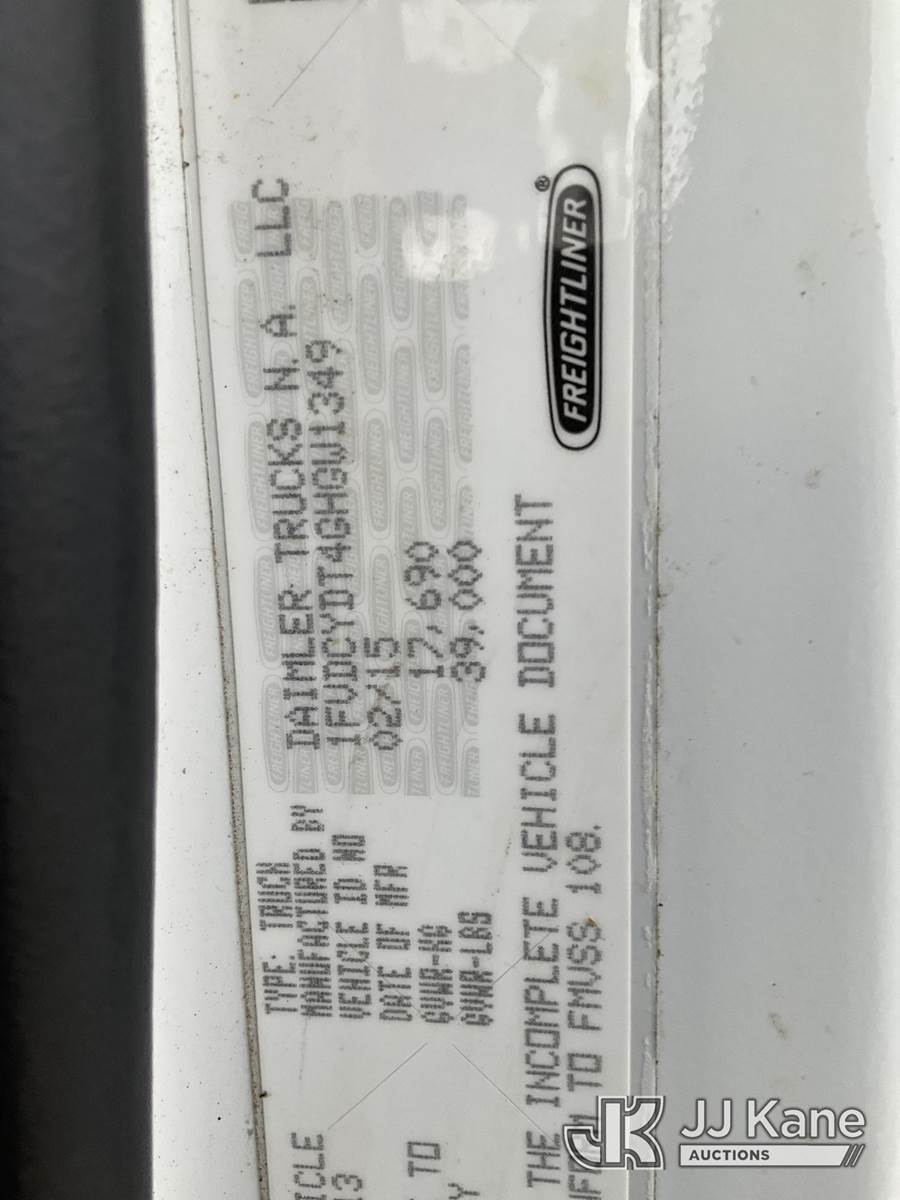 TYPE: TRUCK
MANUFACTURED BY DAIMLER TRUCKS N. A. LLC
VEHICLE ID NO 1FVDCYDT4GHGW1349
DATE OF MFR 02/15
GVWR-KG 17,690
GVWR-LBS 39,000
THE INCOMPLETE VEHICLE DOCUMENT
TO FMVSS 108.
TO
FREIGHTLINER®
JJ Kane
AUCTIONS